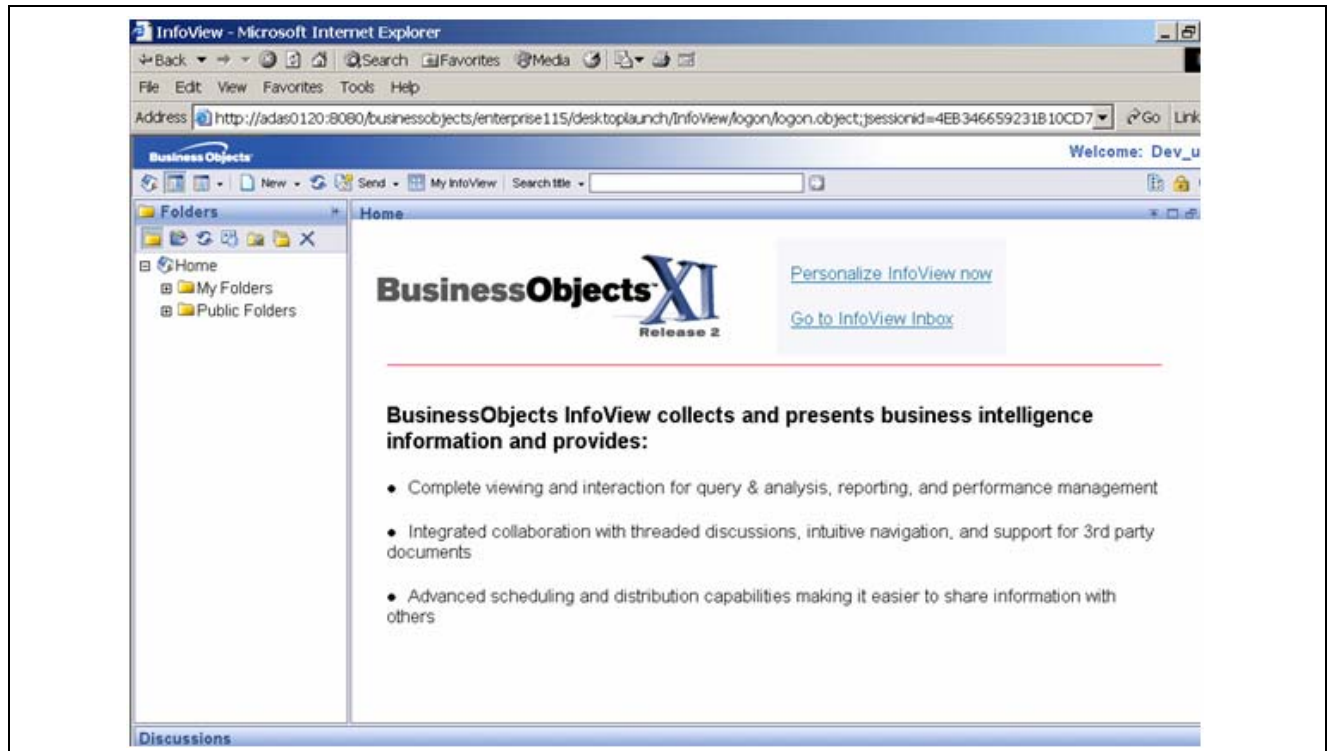 InfoView - Microsoft Internet Explorer
Back Search Favorites Media
File Edit View Favorites Tools Help
Address http://adas0120:8080/businessobjects/enterprise115/desktoplaunch/InfoView/logon/logon.object;jsessionid=4EB346659231B10CD7 Go Link
Business Objects Welcome: Dev_u
New Send My InfoView Search title
Folders Home
Home
My Folders
Public Folders
BusinessObjects XI
Release 2
Personalize InfoView now
Go to InfoView Inbox
BusinessObjects InfoView collects and presents business intelligence
information and provides:
• Complete viewing and interaction for query & analysis, reporting, and performance management
• Integrated collaboration with threaded discussions, intuitive navigation, and support for 3rd party
documents
• Advanced scheduling and distribution capabilities making it easier to share information with
others
Discussions